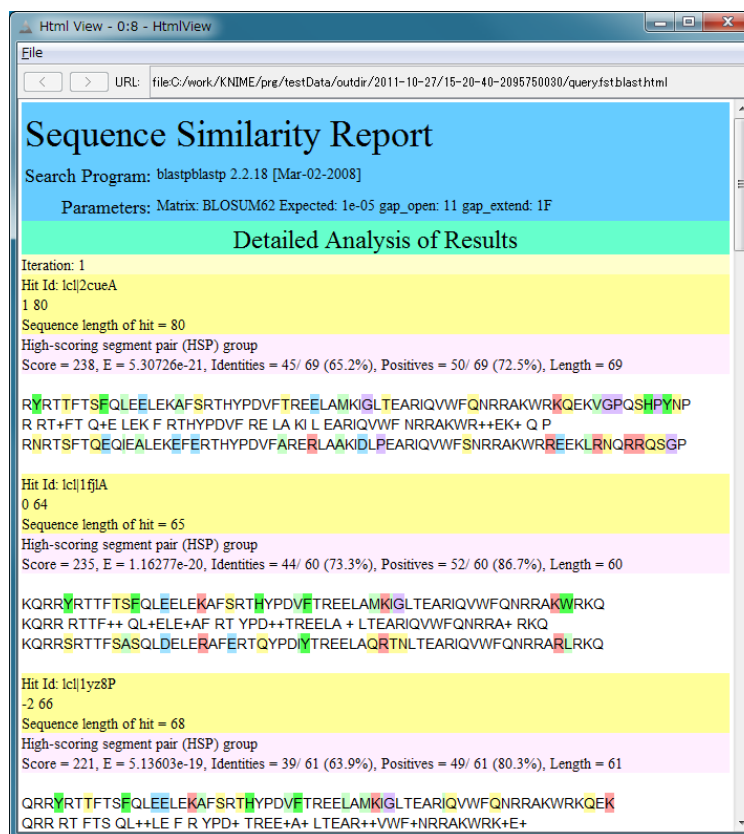 Html View - 0:8 - HtmlView
File
< > URL: file:C:/work/KNIME/prg/testData/outdir/2011-10-27/15-20-40-2095750030/query.fst.blast.html
Sequence Similarity Report
Search Program: blastpblastp 2.2.18 [Mar-02-2008]
Parameters: Matrix: BLOSUM62 Expected: 1e-05 gap_open: 11 gap_extend: 1F
Detailed Analysis of Results
Iteration: 1
Hit Id: lcl|2cueA
1 80
Sequence length of hit = 80
High-scoring segment pair (HSP) group
Score = 238, E = 5.30726e-21, Identities = 45/ 69 (65.2%), Positives = 50/ 69 (72.5%), Length = 69
RYRTTFTSFQLEELEKAFSRTHYPDVFTREELAMKIGLTEARIQVWFQNRRAKWRKQEKVGPQSHPYNP
R RT+FT Q+E LEK F RTHYPDVF RE LA KI L EARIQVWF NRRAKWR++EK+ Q P
RNRTSFTQEQIEALEKEFERTHYPDVFARERLAAKIDLPEARIQVWFSNRRAKWRREEKLRNQRRQSGP
Hit Id: lcl|1fjlA
0 64
Sequence length of hit = 65
High-scoring segment pair (HSP) group
Score = 235, E = 1.16277e-20, Identities = 44/ 60 (73.3%), Positives = 52/ 60 (86.7%), Length = 60
KQRRYRTTFTSFQLEELEKAFSRTHYPDVFTREELAMKIGLTEARIQVWFQNRRAKWRKQ
KQRR RTTF++ QL+ELE+AF RT YPD++TREELA + LTEARIQVWFQNRRA+ RKQ
KQRRSRTTFSASQLDELERAFERTQYPDIYTREELAQRTNLTEARIQVWFQNRRARLRKQ
Hit Id: lcl|1yz8P
-2 66
Sequence length of hit = 68
High-scoring segment pair (HSP) group
Score = 221, E = 5.13603e-19, Identities = 39/ 61 (63.9%), Positives = 49/ 61 (80.3%), Length = 61
QRRYRTTFTSFQLEELEKAFSRTHYPDVFTREELAMKIGLTEARIQVWFQNRRAKWRKQEK
QRR RT FTS QL++LE F R YPD+ TREE+A+ LTEAR++VWF+NRRAKWRK+E+